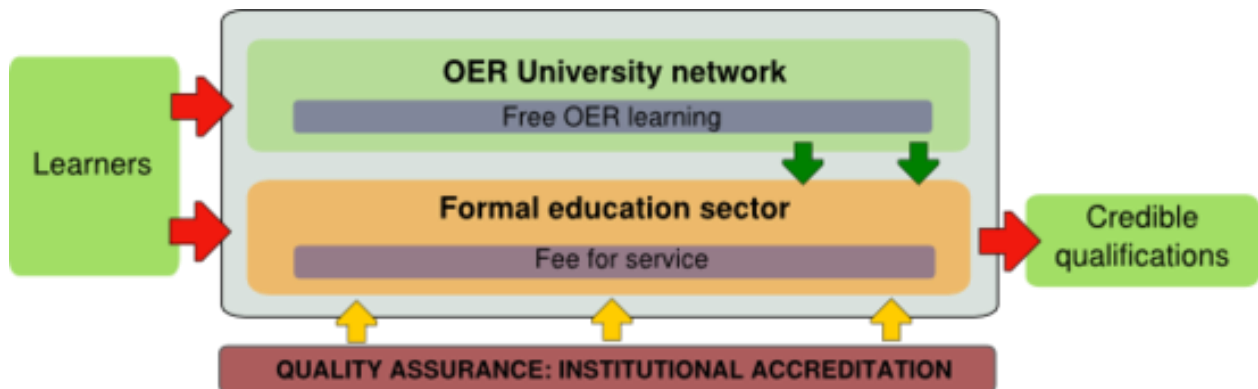 Learners
OER University network
Free OER learning
Formal education sector
Fee for service
Credible
qualifications
QUALITY ASSURANCE: INSTITUTIONAL ACCREDITATION